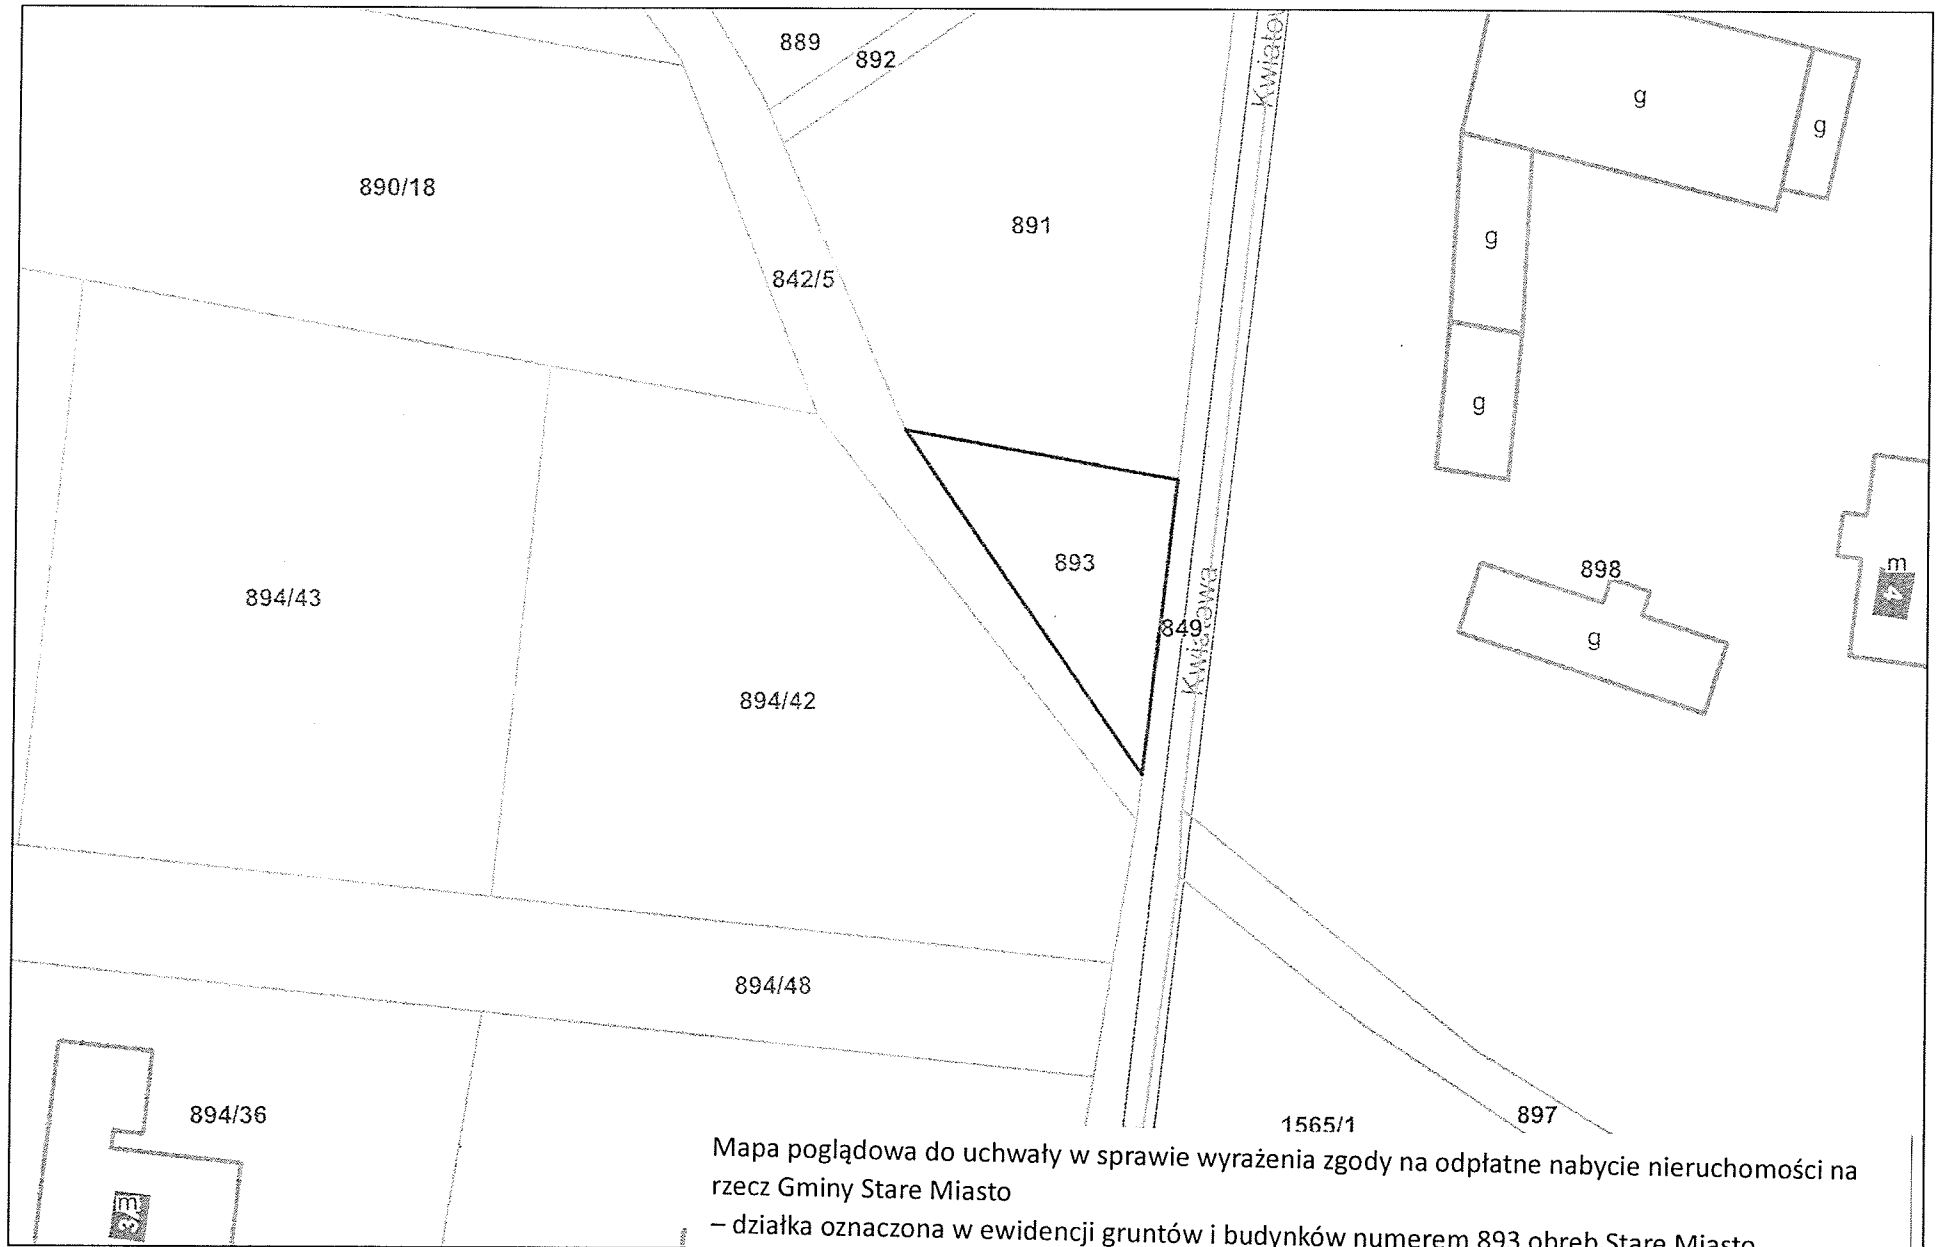 889
892
Kwiatow
g
g
890/18
891
g
842/5
g
893
898
m
4
894/43
849
Kwiatowa
g
894/42
894/48
894/36
1565/1
897
m
Mapa poglądowa do uchwały w sprawie wyrażenia zgody na odpłatne nabycie nieruchomości na
rzecz Gminy Stare Miasto
– działka oznaczona w ewidencji gruntów i budynków numerem 893 obręb Stare Miasto